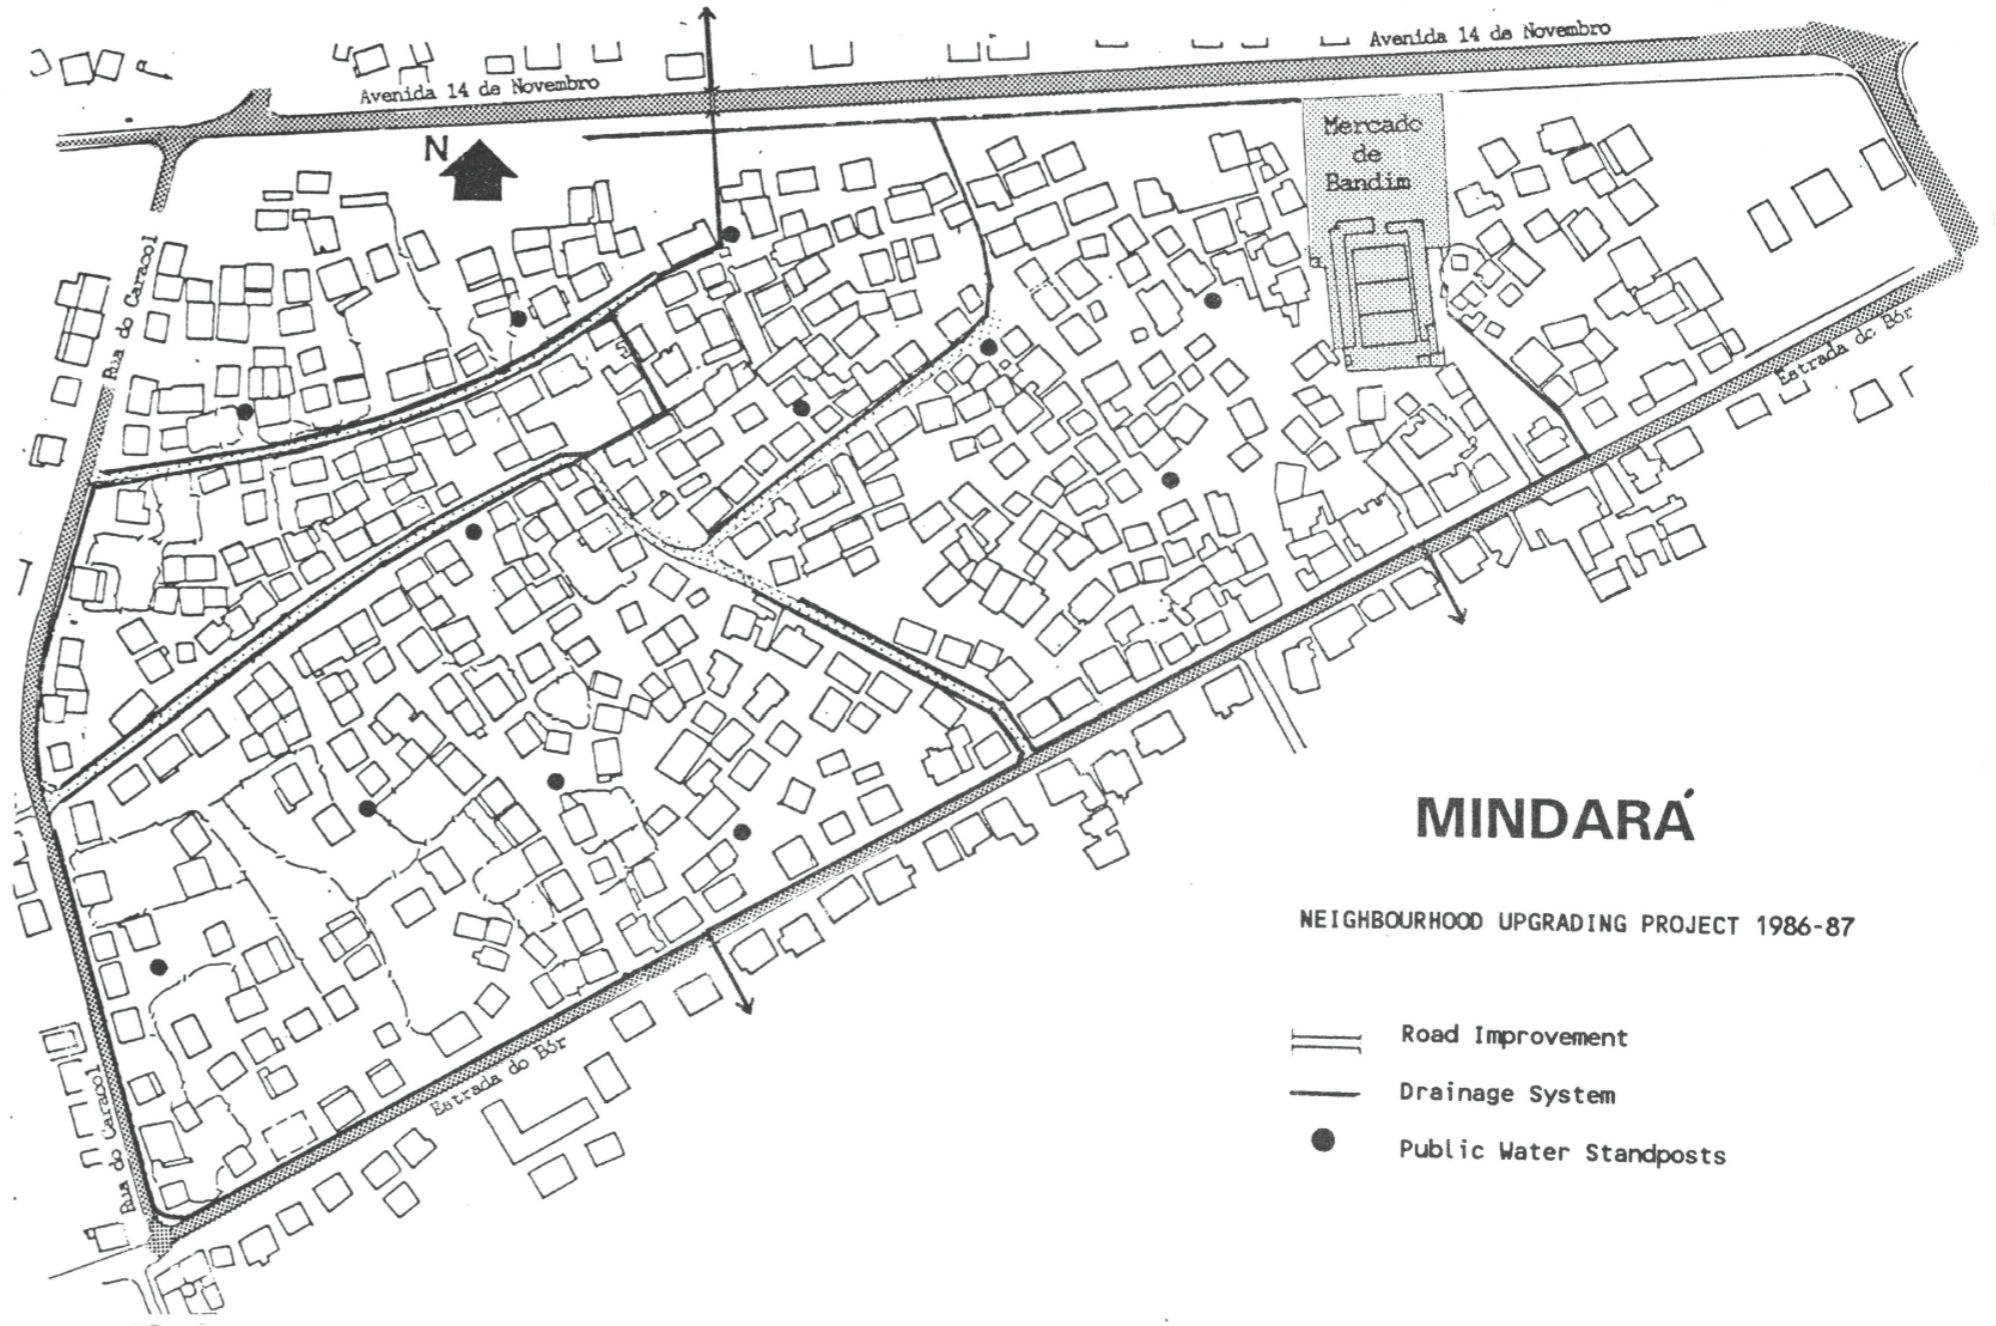 Avenida 14 de Novembro
Avenida 14 de Novembro
N
Mercado
de
Bandim
Rua do Caracol
Estrada do Bór
MINDARÁ
NEIGHBOURHOOD UPGRADING PROJECT 1986-87
Road Improvement
Estrada do Bór
Drainage System
Rua do Caracol
Public Water Standposts